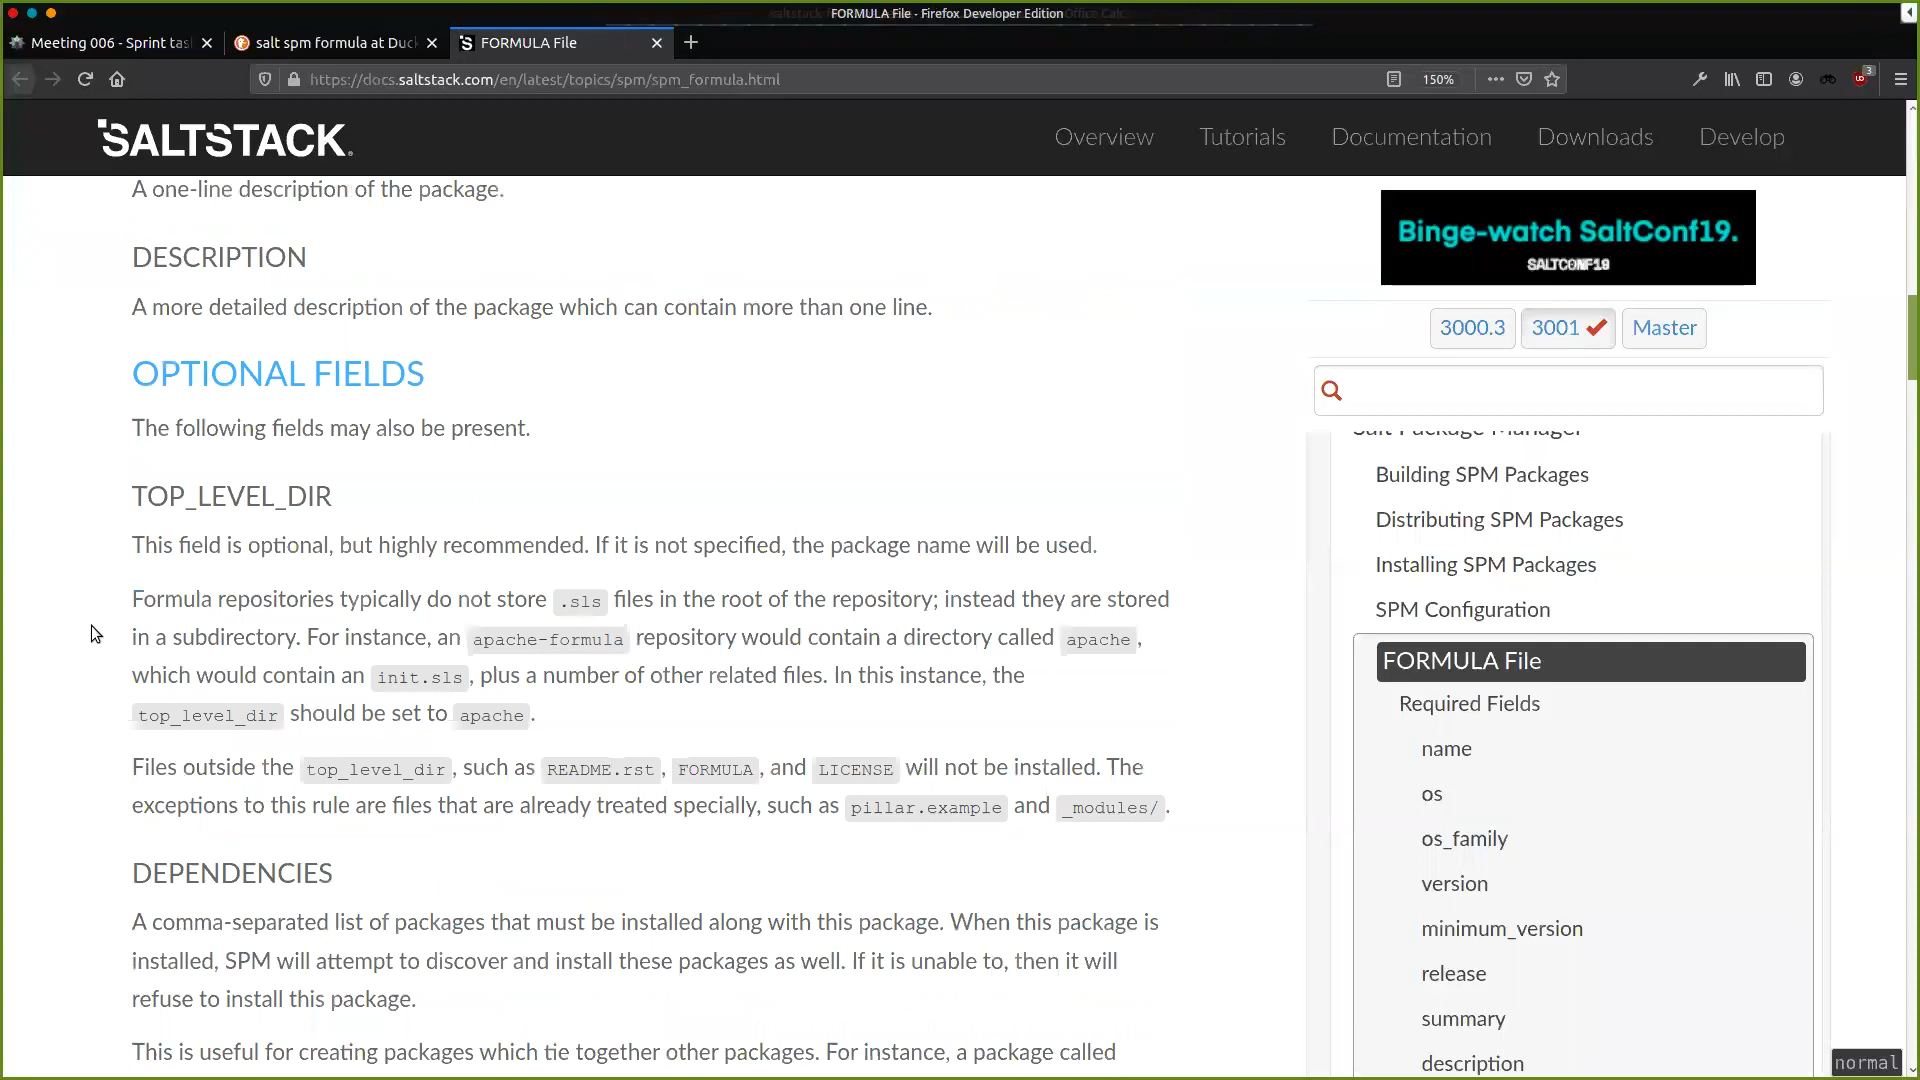 FORMULA File - Firefox Developer Edition
Meeting 006 - Sprint tas
salt spm formula at Duc
FORMULA File
https://docs.saltstack.com/en/latest/topics/spm/spm_formula.html
150%
3
SALTSTACK
Overview
Tutorials
Documentation
Downloads
Develop
A one-line description of the package.
DESCRIPTION
A more detailed description of the package which can contain more than one line.
OPTIONAL FIELDS
The following fields may also be present.
TOP_LEVEL_DIR
This field is optional, but highly recommended. If it is not specified, the package name will be used.
Formula repositories typically do not store .sls files in the root of the repository; instead they are stored
in a subdirectory. For instance, an apache-formula repository would contain a directory called apache,
which would contain an init.sls, plus a number of other related files. In this instance, the
top_level_dir should be set to apache.
Files outside the top_level_dir, such as README.rst, FORMULA, and LICENSE will not be installed. The
exceptions to this rule are files that are already treated specially, such as pillar.example and _modules/.
DEPENDENCIES
A comma-separated list of packages that must be installed along with this package. When this package is
installed, SPM will attempt to discover and install these packages as well. If it is unable to, then it will
refuse to install this package.
This is useful for creating packages which tie together other packages. For instance, a package called
Binge-watch SaltConf19.
SALTCONF19
3000.3
3001
Master
Salt Package Manager
Building SPM Packages
Distributing SPM Packages
Installing SPM Packages
SPM Configuration
FORMULA File
Required Fields
name
os
os_family
version
minimum_version
release
summary
description
normal